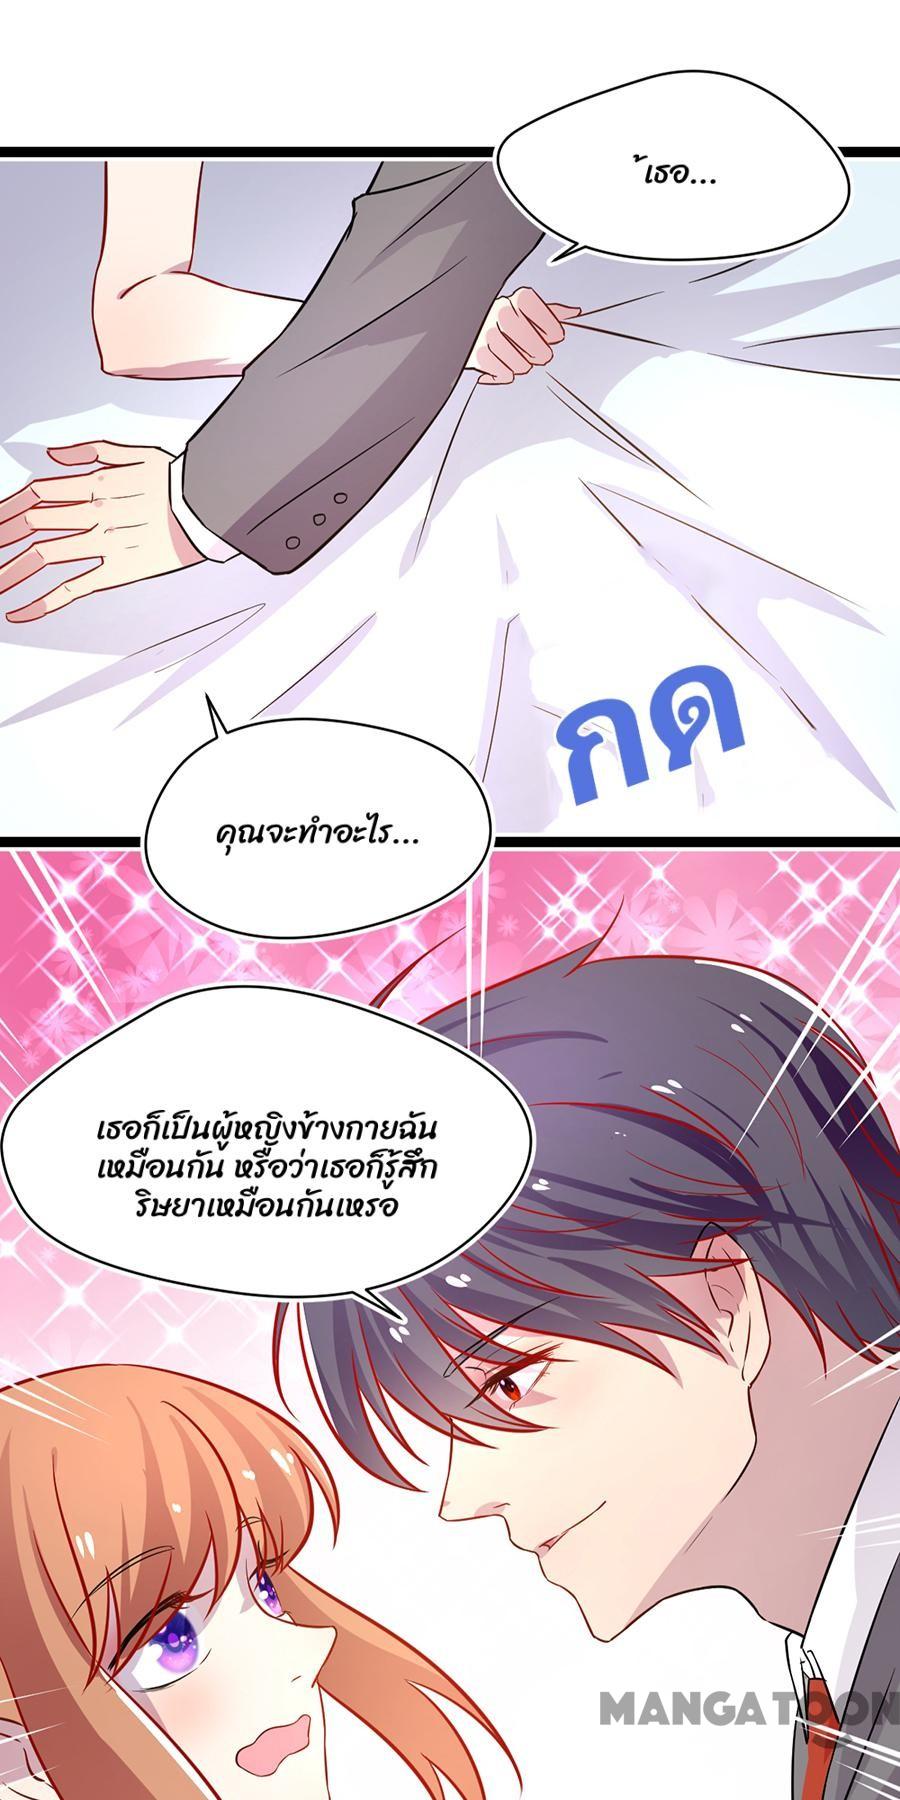 ้เธอ...
กด
คุณจะทำอะไร...
เธอก็เป็นผู้หญิงข้างกายฉัน
เหมือนกัน หรือว่าเธอก็รู้สึก
ริษยาเหมือนกันเหรอ
MANGATOON